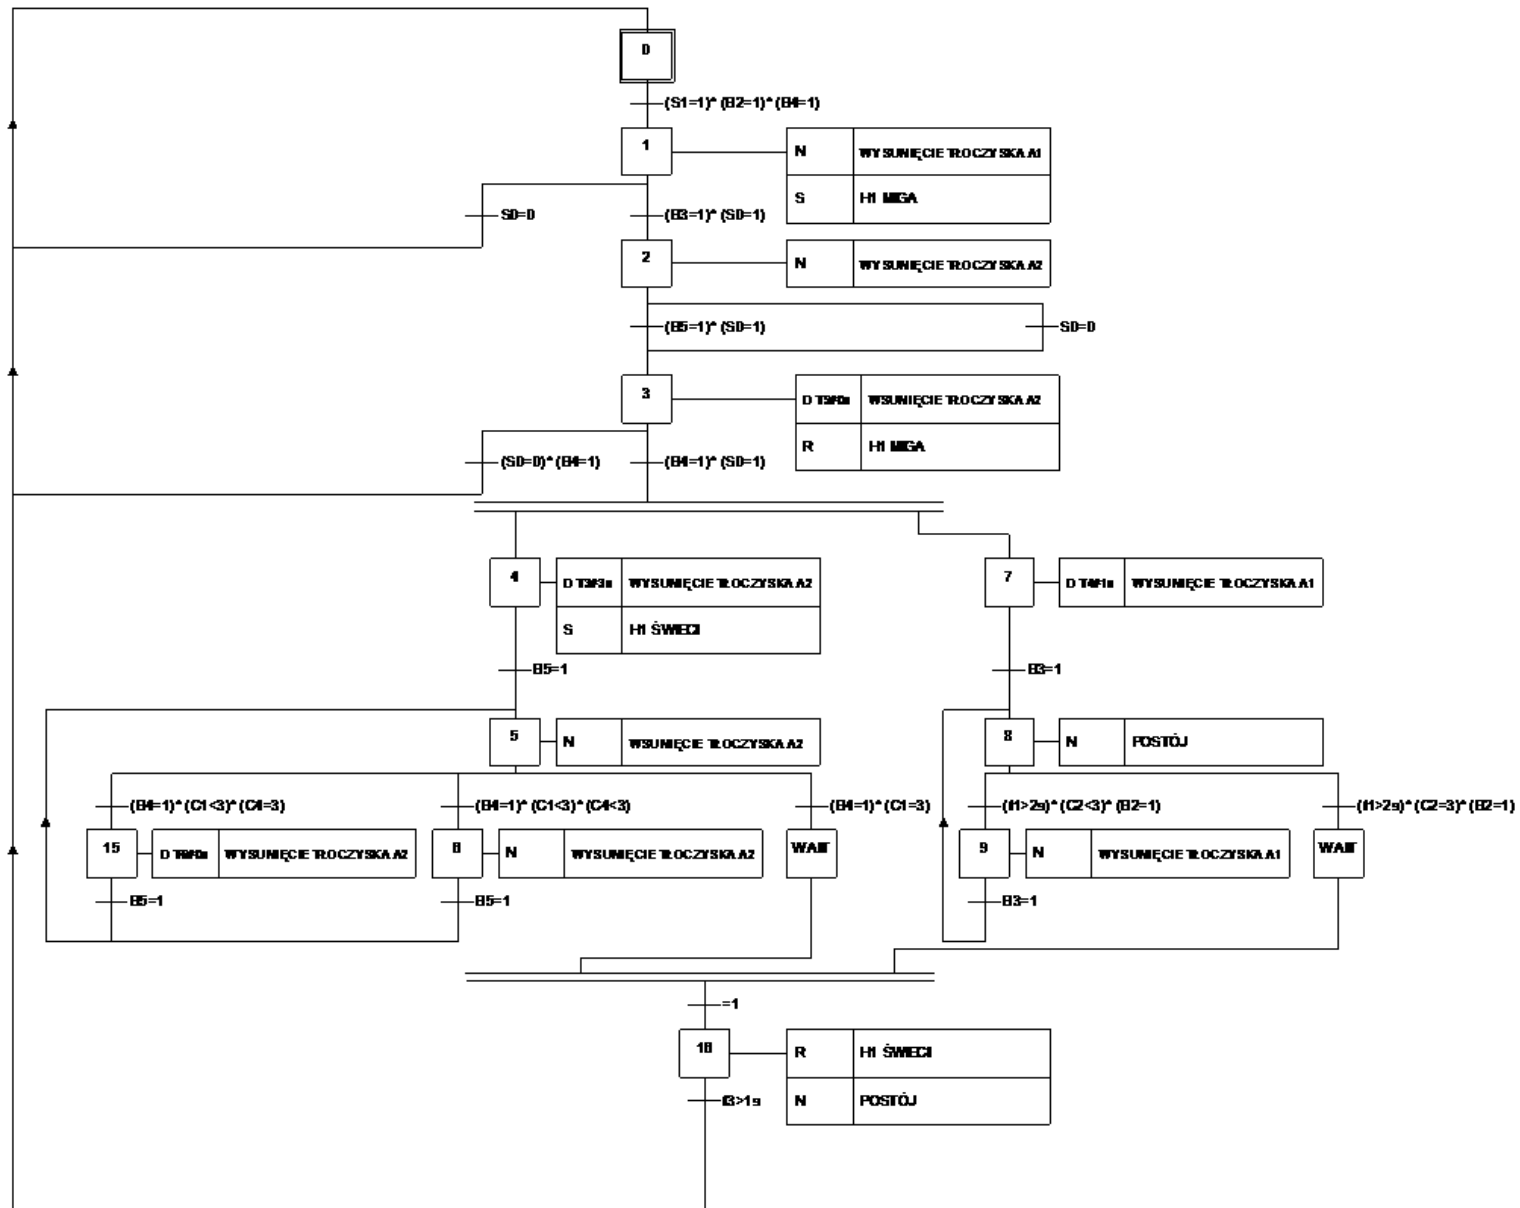 0
(S1=1)*(B2=1)*(B4=1)
1
N WYSUNIĘCIE TŁOCZYSKA A1
S H1 MIGA
S0=0
(B3=1)*(S0=1)
2
N WYSUNIĘCIE TŁOCZYSKA A2
(B5=1)*(S0=1)
S0=0
3
D WSUNIĘCIE TŁOCZYSKA A2
R H1 MIGA
(S0=0)*(B4=1)
(B4=1)*(S0=1)
4
D T3#3s WYSUNIĘCIE TŁOCZYSKA A2
S H1 ŚWIECI
7
D T4#1s WYSUNIĘCIE TŁOCZYSKA A1
B5=1
B3=1
5
N WSUNIĘCIE TŁOCZYSKA A2
8
N POSTÓJ
(B4=1)*(C1<3)*(C4=3)
(B4=1)*(C1<3)*(C4<3)
(B4=1)*(C1=3)
(t1>2s)*(C2<3)*(B2=1)
(t1>2s)*(C2=3)*(B2=1)
15
D WYSUNIĘCIE TŁOCZYSKA A2
N WYSUNIĘCIE TŁOCZYSKA A2
WAIT
9
N WYSUNIĘCIE TŁOCZYSKA A1
WAIT
B5=1
B5=1
B3=1
=1
R H1 ŚWIECI
t3>1s
N POSTÓJ